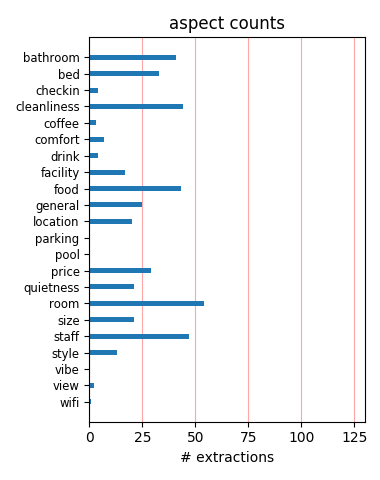 aspect counts
bathroom
bed
checkin
cleanliness
coffee
comfort
drink
facility
food
general
location
parking
pool
price
quietness
room
size
staff
style
vibe
view
wifi
0 25 50 75 100 125
# extractions